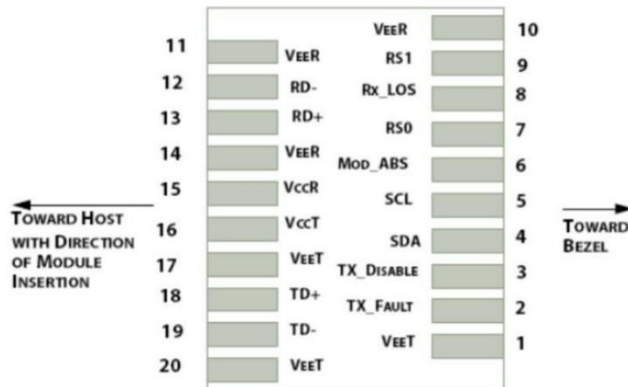 11 VEER
12 RD-
13 RD+
14 VEER
15 VCCR
16 VCCT
17 VEET
18 TD+
19 TD-
20 VEET
TOWARD HOST
WITH DIRECTION
OF MODULE
INSERTION
VEER 10
RS1 9
RX_LOS 8
RS0 7
MOD_ABS 6
SCL 5
SDA 4
TX_DISABLE 3
TX_FAULT 2
VEET 1
TOWARD
BEZEL